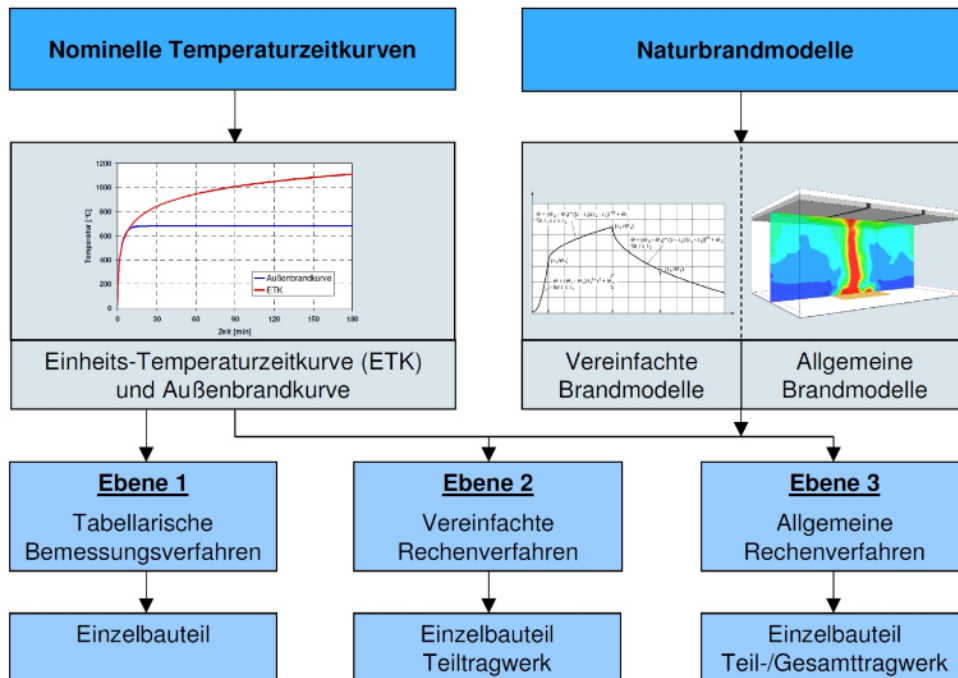 Nominelle Temperaturzeitkurven
Naturbrandmodelle
1200
1000
800
600
400
200
0
Temperatur [°C]
Außenbrandkurve
ETK
0
30
60
90
120
150
180
Zeit [min]
Einheits-Temperaturzeitkurve (ETK)
und Außenbrandkurve
Vereinfachte
Brandmodelle
Allgemeine
Brandmodelle
Ebene 1
Tabellarische
Bemessungsverfahren
Ebene 2
Vereinfachte
Rechenverfahren
Ebene 3
Allgemeine
Rechenverfahren
Einzelbauteil
Einzelbauteil
Teiltragwerk
Einzelbauteil
Teil-/Gesamttragwerk